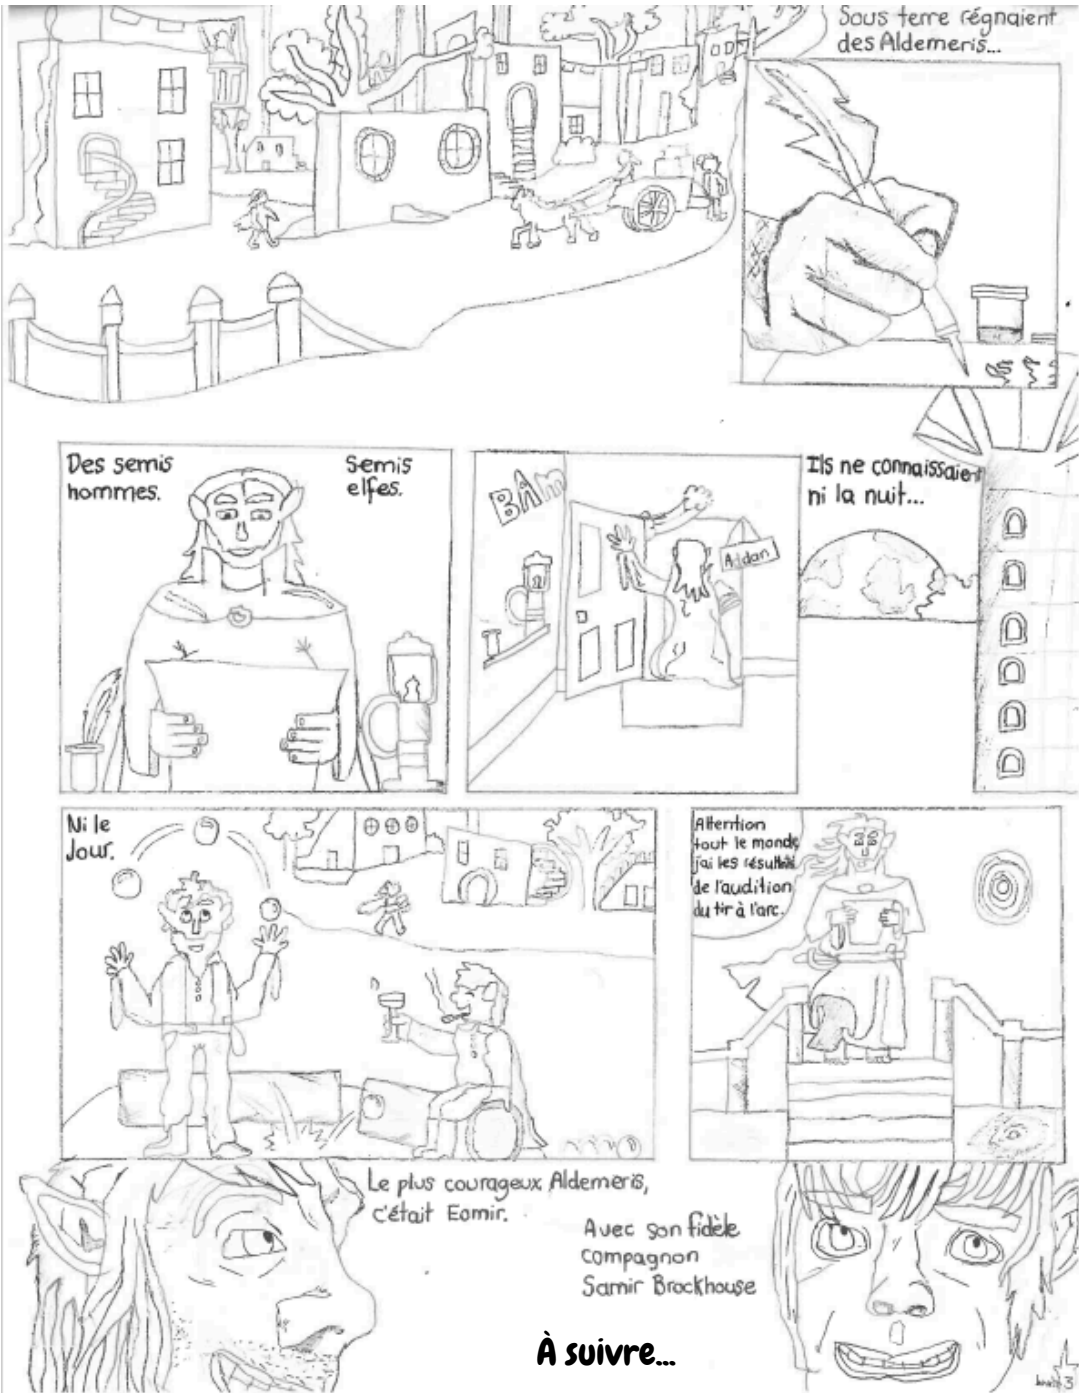 Sous terre régnaient
des Aldemeris...
Des semis
hommes.
Semis
elfes.
BAM
Addan
Ils ne connaissaient
ni la nuit...
Ni le
Jour.
Attention
tout le monde
j'ai les résultats
de l'audition
du tir à l'arc.
Le plus courageux Aldemeris,
c'était Eomir.
Avec son fidèle
compagnon
Samir Brockhouse
À suivre...
3